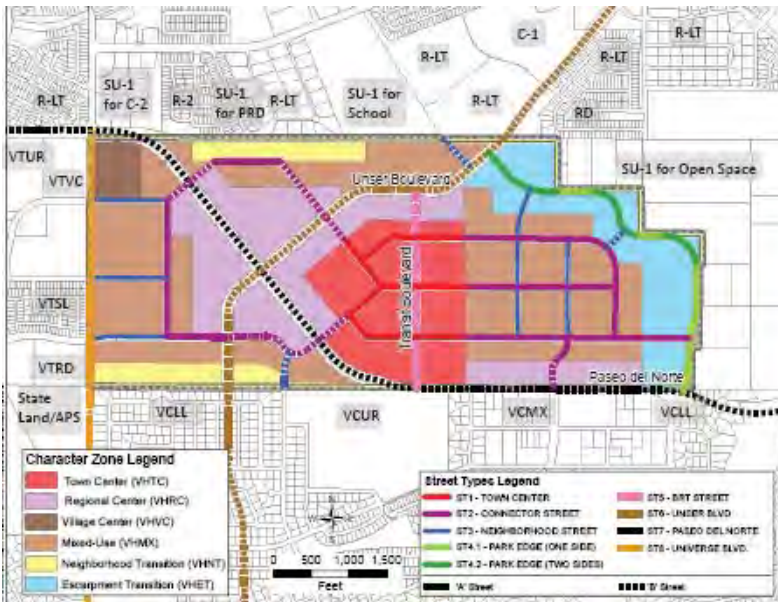 C-1
R-LT
R-LT
R-LT
SU-1
for C-2
R-2
SU-1
for PRD
R-LT
SU-1 for
School
R-LT
R-LT
RD
VTUR
VTVC
Unser Boulevard
SU-1 for Open Space
Transit Boulevard
VTSL
VTRD
Paseo del Norte
State
Land/APS
VCLL
VCUR
VCMX
VCLL
Character Zone Legend
Town Center (VHTC)
Regional Center (VHRC)
Village Center (VHVC)
Mixed-Use (VHMX)
Neighborhood Transition (VHNT)
Escarpment Transition (VHET)
N
W
0 500 1,000 1,500
Feet
Street Types Legend
ST1 - TOWN CENTER
ST2 - CONNECTOR STREET
ST3 - NEIGHBORHOOD STREET
ST4.1 - PARK EDGE (ONE SIDE)
ST4.2 - PARK EDGE (TWO SIDES)
ST5 - BRT STREET
ST6 - UNSER BLVD
ST7 - PASEO DEL NORTE
ST8 - UNIVERSE BLVD.
'A' Street
'B' Street